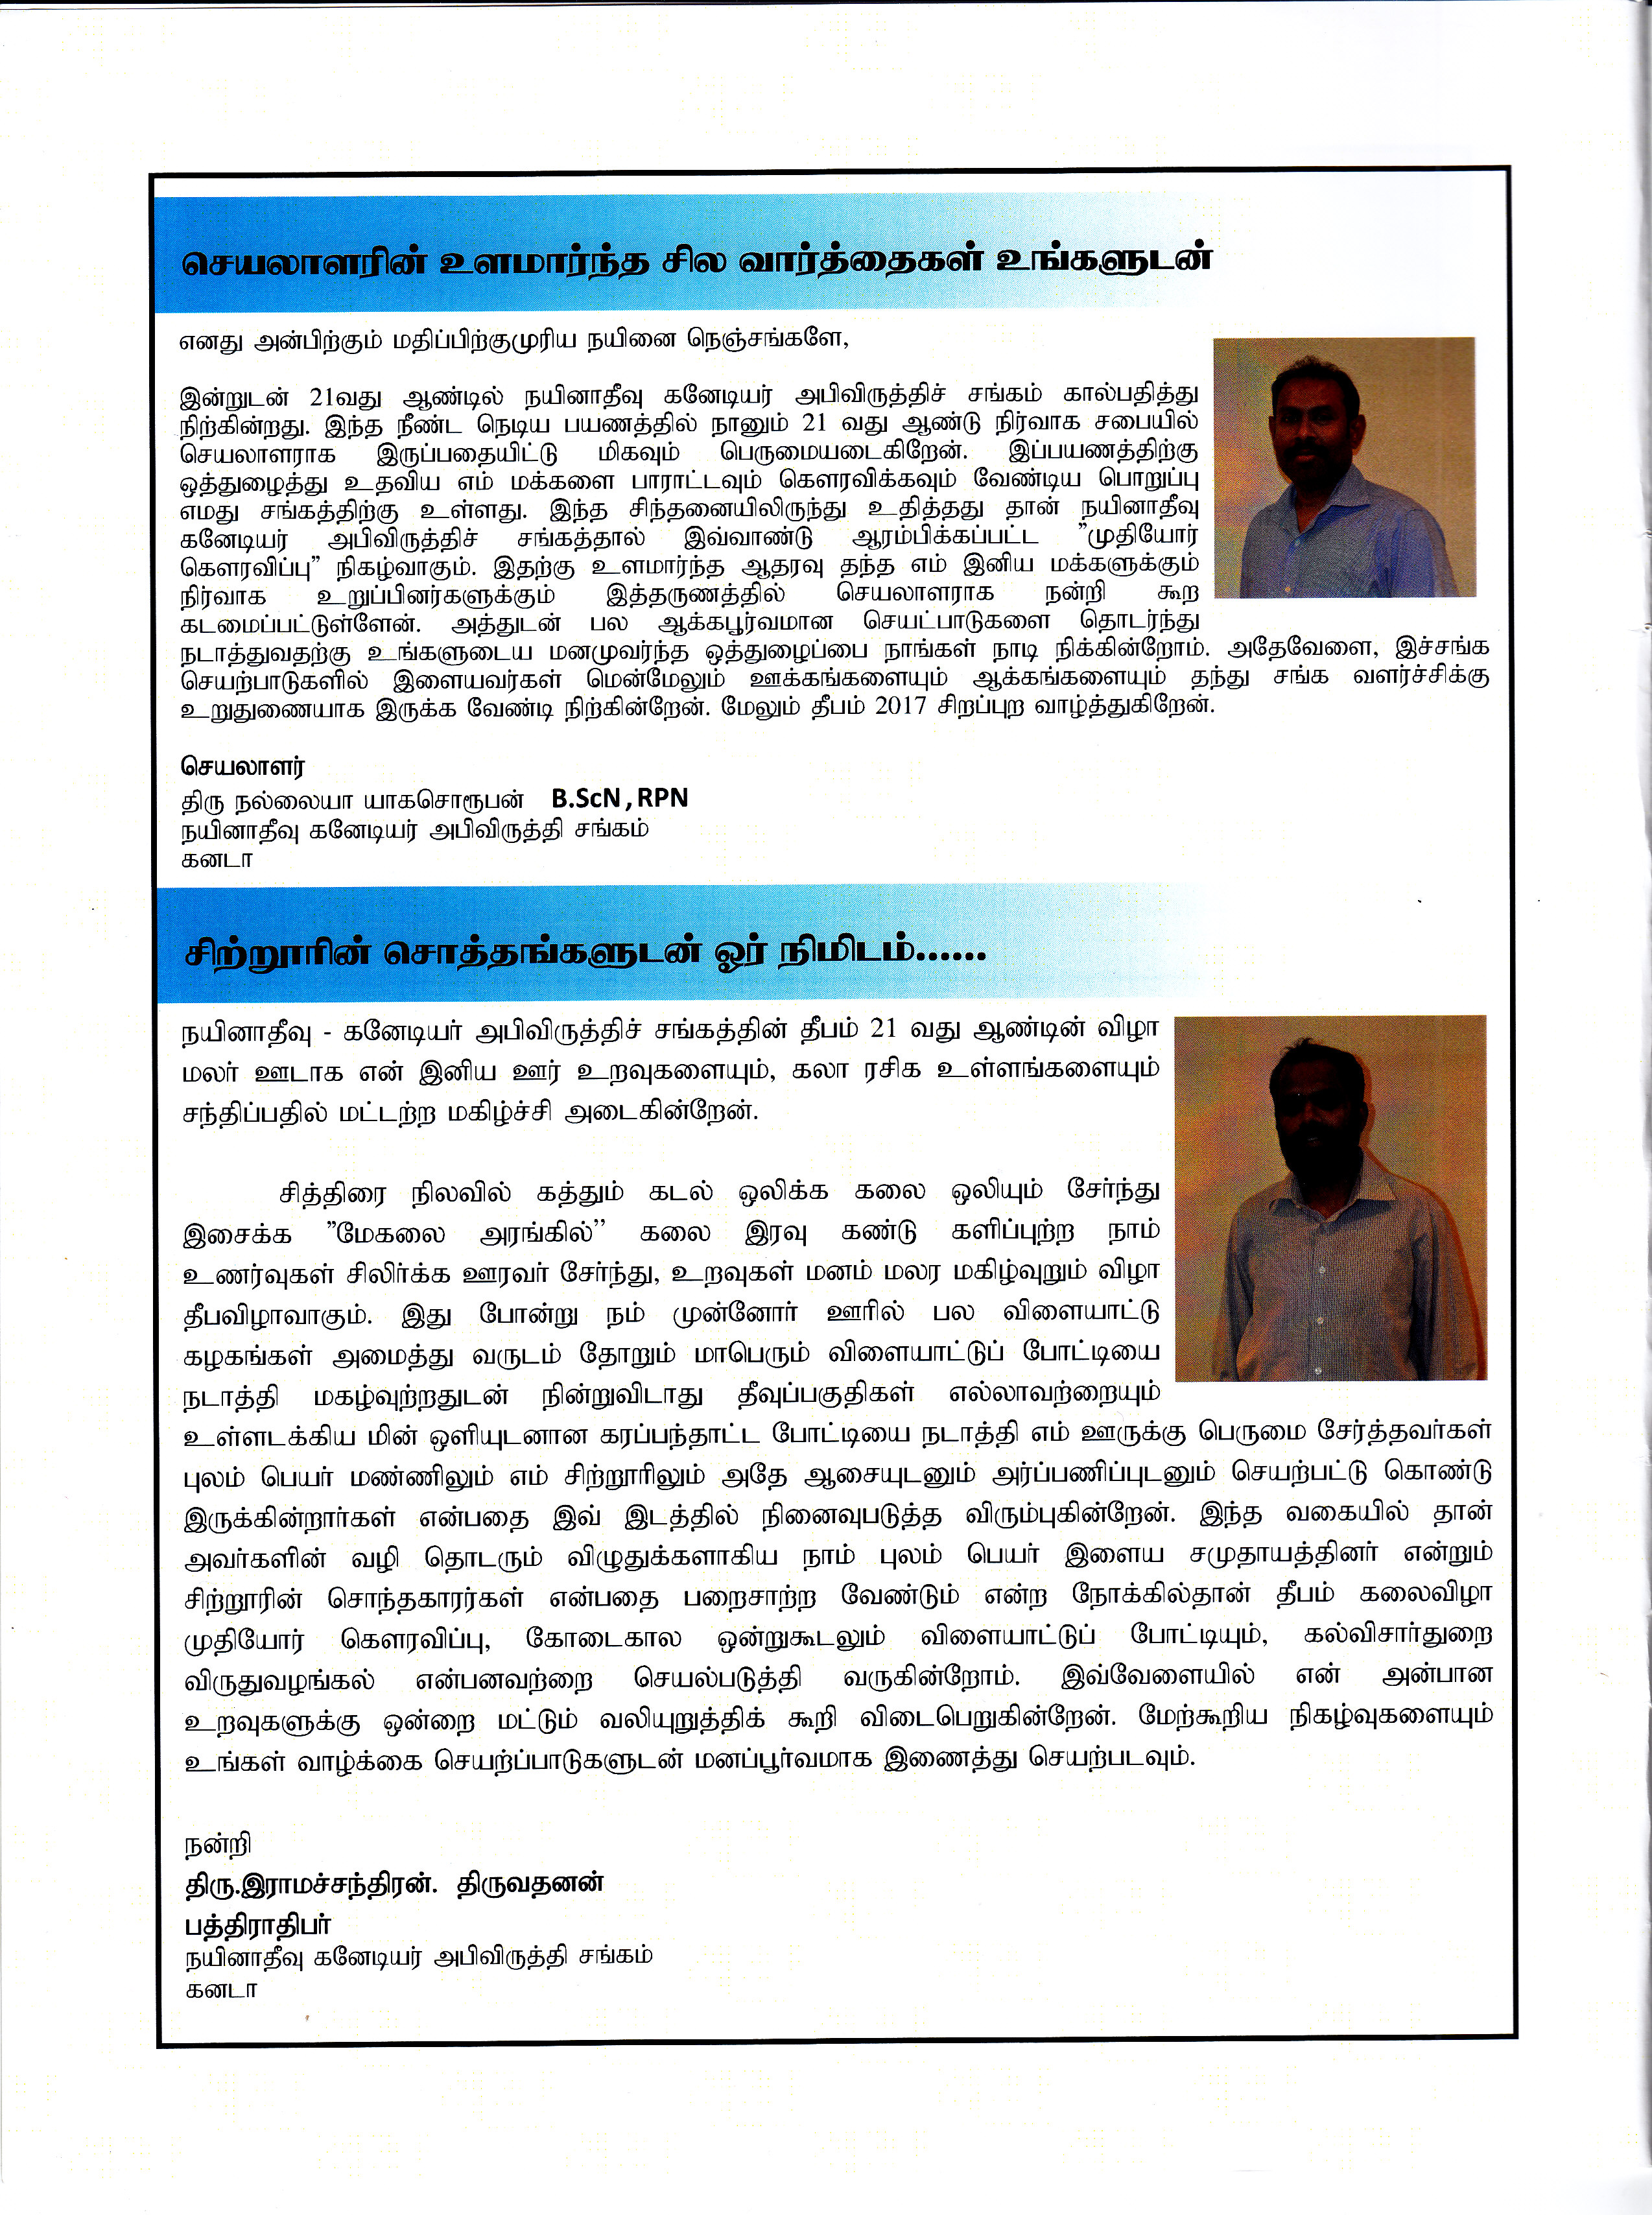 செயலாளரின் உளமார்ந்த சில வார்த்தைகள் உங்களுடன்
எனது அன்பிற்கும் மதிப்பிற்குமுரிய நயினை நெஞ்சங்களே,
இன்றுடன் 21வது ஆண்டில் நயினாதீவு கனேடியர் அபிவிருத்திச் சங்கம் கால்பதித்து
நிற்கின்றது. இந்த நீண்ட நெடிய பயணத்தில் நானும் 21 வது ஆண்டு நிர்வாக சபையில்
செயலாளராக இருப்பதையிட்டு மிகவும் பெருமையடைகிறேன். இப்பயணத்திற்கு
ஒத்துழைத்து உதவிய எம் மக்களை பாராட்டவும் கௌரவிக்கவும் வேண்டிய பொறுப்பு
எமது சங்கத்திற்கு உள்ளது. இந்த சிந்தனையிலிருந்து உதித்தது தான் நயினாதீவு
கனேடியர் அபிவிருத்திச் சங்கத்தால் இவ்வாண்டு ஆரம்பிக்கப்பட்ட ”முதியோர்
கௌரவிப்பு” நிகழ்வாகும். இதற்கு உளமார்ந்த ஆதரவு தந்த எம் இனிய மக்களுக்கும்
நிர்வாக உறுப்பினர்களுக்கும் இத்தருணத்தில் செயலாளராக நன்றி கூற
கடமைப்பட்டுள்ளேன். அத்துடன் பல ஆக்கபூர்வமான செயட்பாடுகளை தொடர்ந்து
நடாத்துவதற்கு உங்களுடைய மனமுவர்ந்த ஒத்துழைப்பை நாங்கள் நாடி நிக்கின்றோம். அதேவேளை, இச்சங்க
செயற்பாடுகளில் இளையவர்கள் மென்மேலும் ஊக்கங்களையும் ஆக்கங்களையும் தந்து சங்க வளர்ச்சிக்கு
உறுதுணையாக இருக்க வேண்டி நிற்கின்றேன். மேலும் தீபம் 2017 சிறப்புற வாழ்த்துகிறேன்.
செயலாளர்
திரு நல்லையா யாகசொரூபன் B.ScN , RPN
நயினாதீவு கனேடியர் அபிவிருத்தி சங்கம்
கனடா
சிற்றூரின் சொத்தங்களுடன் ஓர் நிமிடம்......
நயினாதீவு - கனேடியர் அபிவிருத்திச் சங்கத்தின் தீபம் 21 வது ஆண்டின் விழா
மலர் ஊடாக என் இனிய ஊர் உறவுகளையும், கலா ரசிக உள்ளங்களையும்
சந்திப்பதில் மட்டற்ற மகிழ்ச்சி அடைகின்றேன்.
சித்திரை நிலவில் கத்தும் கடல் ஒலிக்க கலை ஒலியும் சேர்ந்து
இசைக்க ”மேகலை அரங்கில்” கலை இரவு கண்டு களிப்புற்ற நாம்
உணர்வுகள் சிலிர்க்க ஊரவர் சேர்ந்து, உறவுகள் மனம் மலர மகிழ்வுறும் விழா
தீபவிழாவாகும். இது போன்று நம் முன்னோர் ஊரில் பல விளையாட்டு
கழகங்கள் அமைத்து வருடம் தோறும் மாபெரும் விளையாட்டுப் போட்டியை
நடாத்தி மகழ்வுற்றதுடன் நின்றுவிடாது தீவுப்பகுதிகள் எல்லாவற்றையும்
உள்ளடக்கிய மின் ஒளியுடனான கரப்பந்தாட்ட போட்டியை நடாத்தி எம் ஊருக்கு பெருமை சேர்த்தவர்கள்
புலம் பெயர் மண்ணிலும் எம் சிற்றூரிலும் அதே ஆசையுடனும் அர்ப்பணிப்புடனும் செயற்பட்டு கொண்டு
இருக்கின்றார்கள் என்பதை இவ் இடத்தில் நினைவுபடுத்த விரும்புகின்றேன். இந்த வகையில் தான்
அவர்களின் வழி தொடரும் விழுதுக்களாகிய நாம் புலம் பெயர் இளைய சமுதாயத்தினர் என்றும்
சிற்றூரின் சொந்தகாரர்கள் என்பதை பறைசாற்ற வேண்டும் என்ற நோக்கில்தான் தீபம் கலைவிழா
முதியோர் கௌரவிப்பு, கோடைகால ஒன்றுகூடலும் விளையாட்டுப் போட்டியும், கல்விசார்துறை
விருதுவழங்கல் என்பனவற்றை செயல்படுத்தி வருகின்றோம். இவ்வேளையில் என் அன்பான
உறவுகளுக்கு ஒன்றை மட்டும் வலியுறுத்திக் கூறி விடைபெறுகின்றேன். மேற்கூறிய நிகழ்வுகளையும்
உங்கள் வாழ்க்கை செயற்ப்பாடுகளுடன் மனப்பூர்வமாக இணைத்து செயற்படவும்.
நன்றி
திரு.இராமச்சந்திரன். திருவதனன்
பத்திராதிபர்
நயினாதீவு கனேடியர் அபிவிருத்தி சங்கம்
கனடா